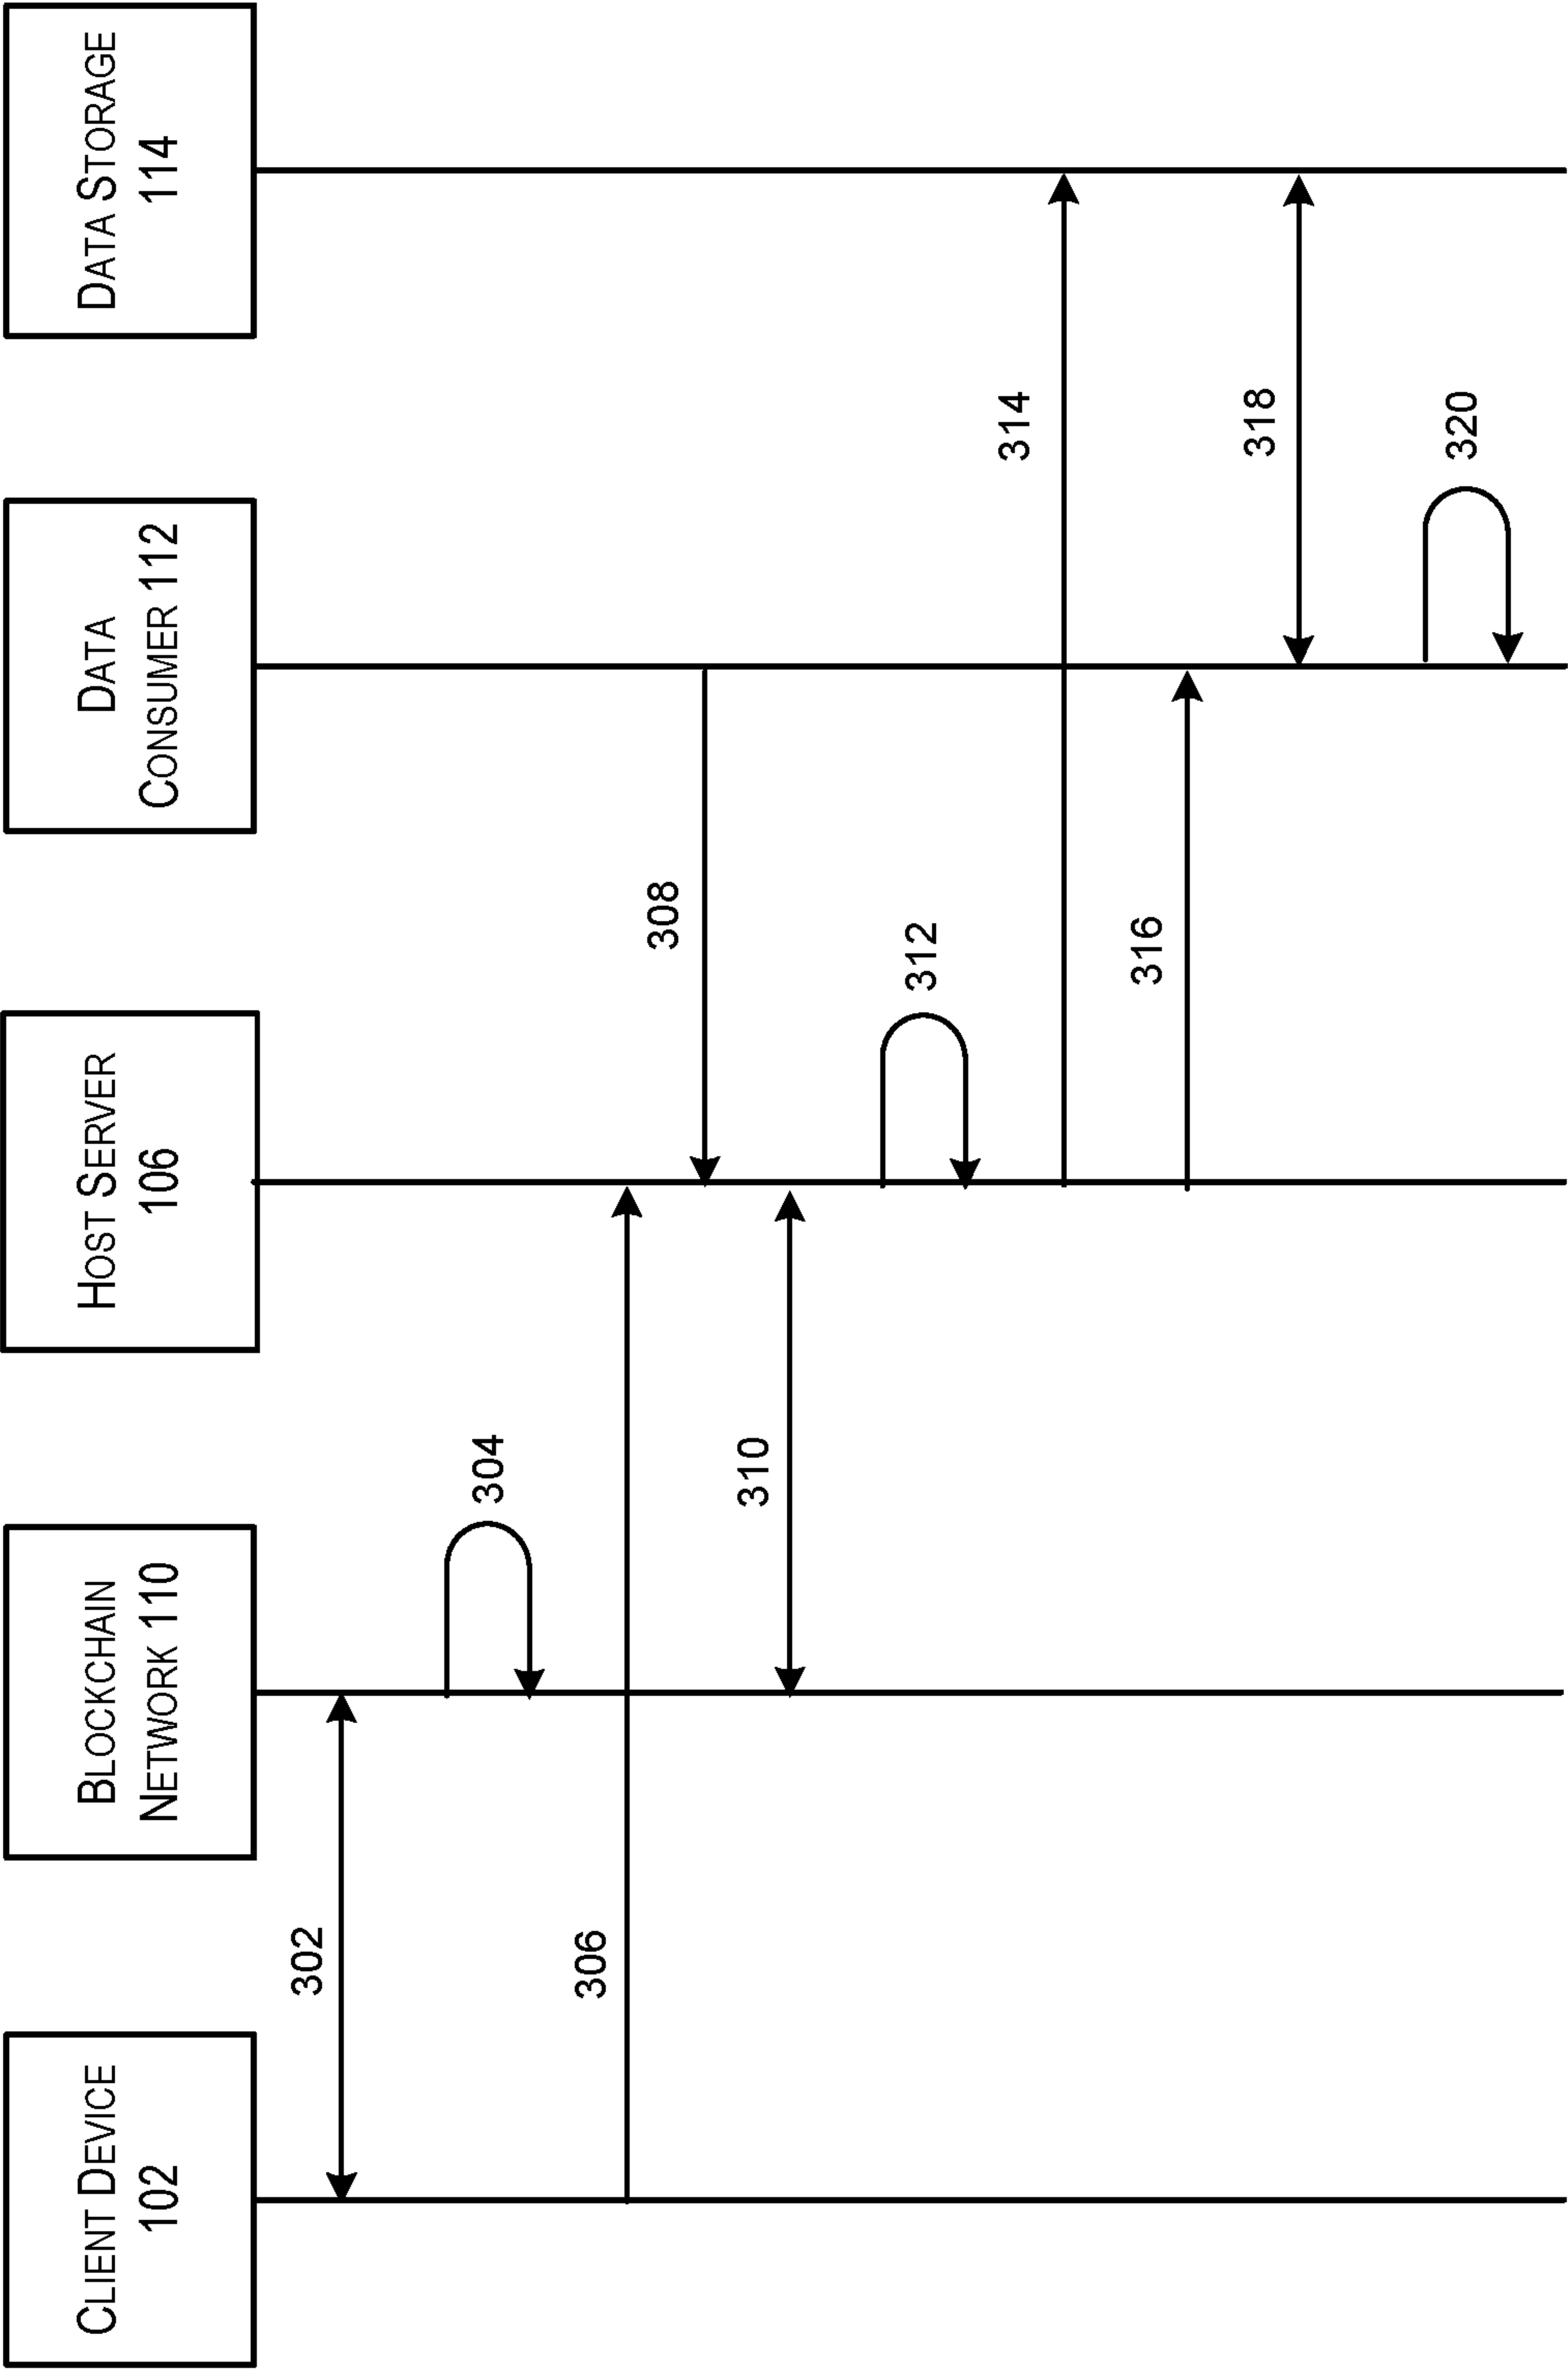 CLIENT DEVICE
102
BLOCKCHAIN
NETWORK 110
HOST SERVER
106
DATA
CONSUMER 112
DATA STORAGE
114
302
304
306
308
310
312
314
316
318
320